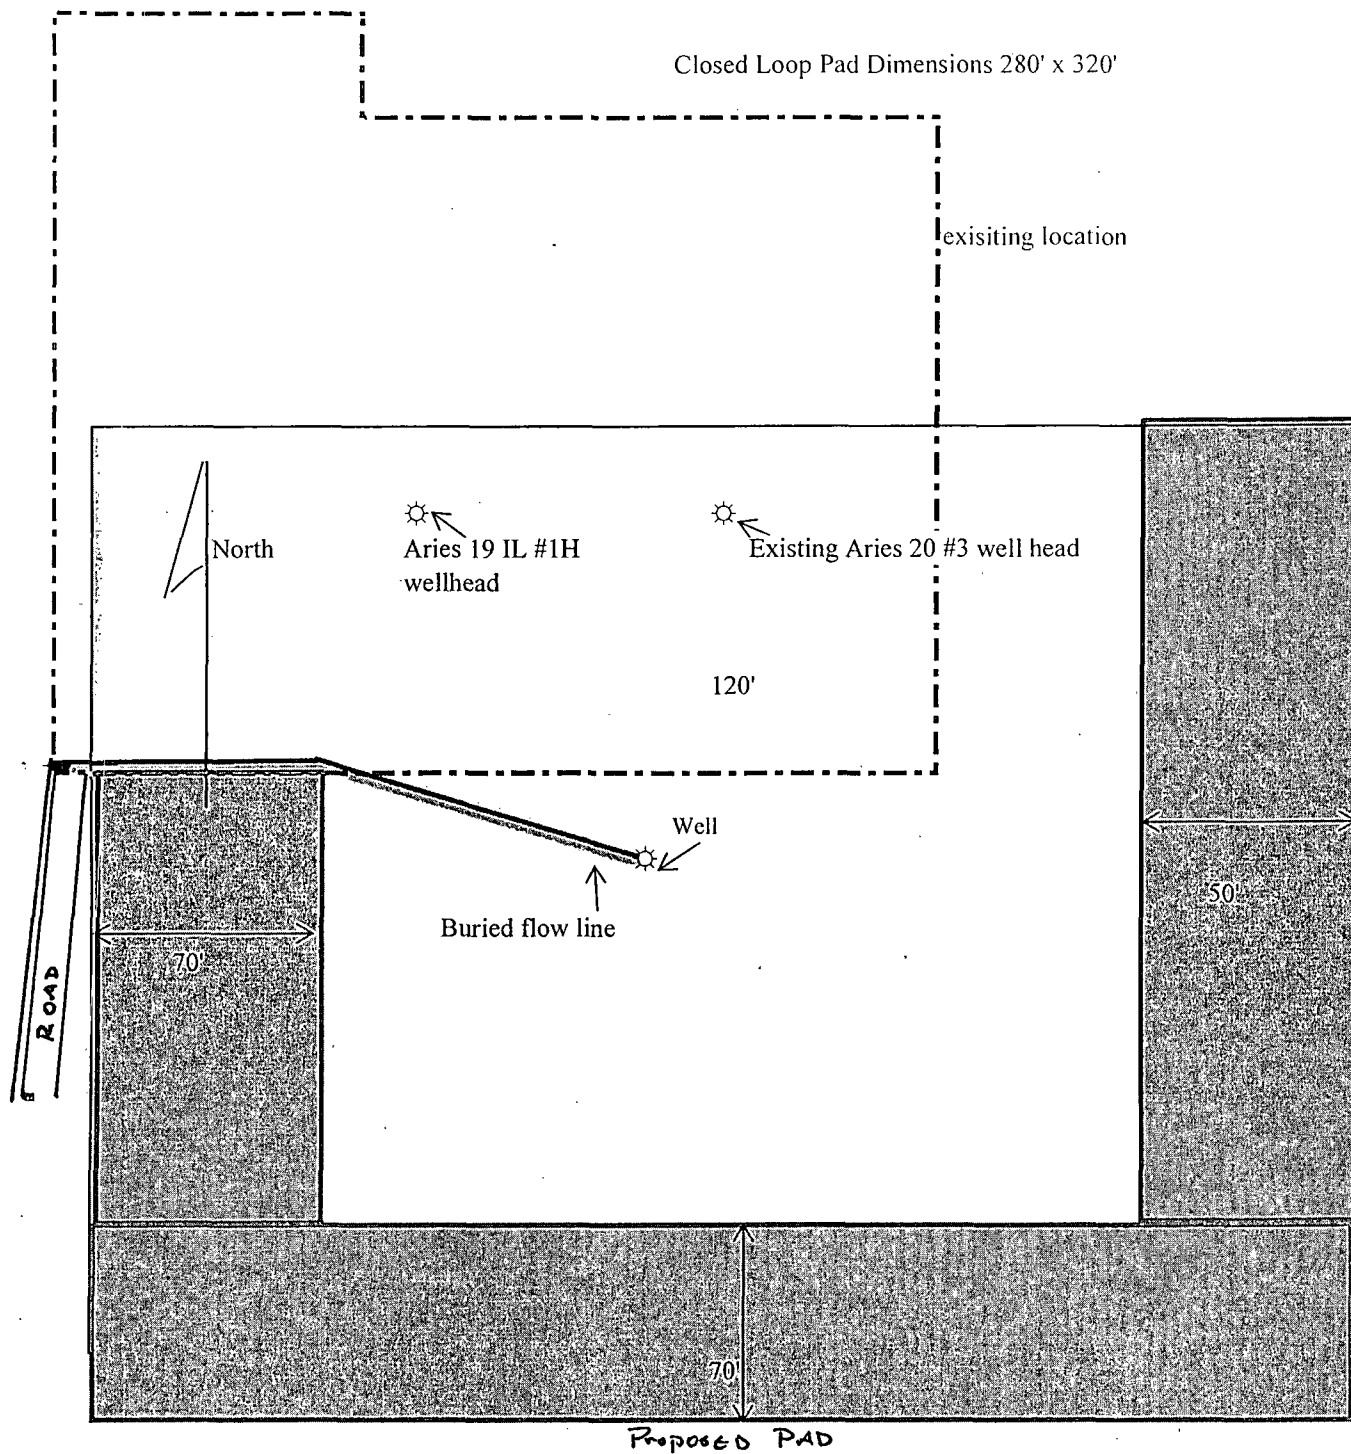 Closed Loop Pad Dimensions 280' x 320'
exisiting location
North
Aries 19 IL #1H
wellhead
Existing Aries 20 #3 well head
120'
Well
Buried flow line
50'
70'
ROAD
70'
PROPOSED PAD